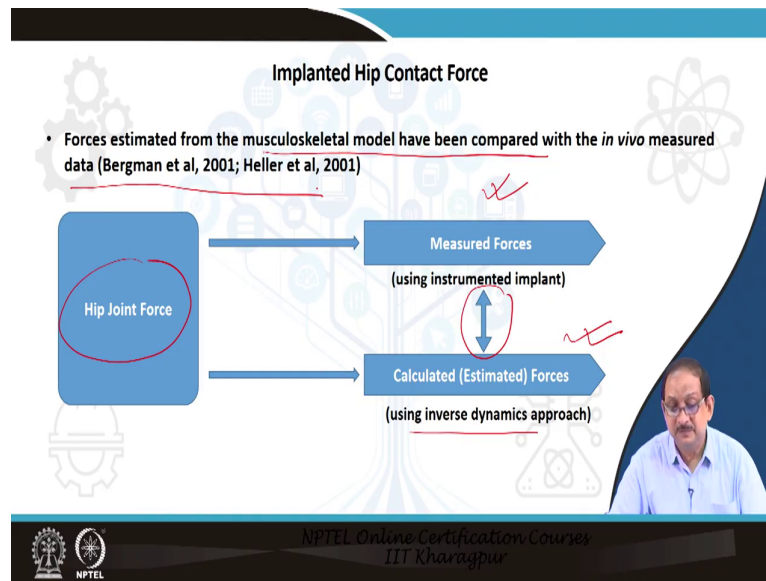 Implanted Hip Contact Force
• Forces estimated from the musculoskeletal model have been compared with the in vivo measured
data (Bergman et al, 2001; Heller et al, 2001)
Hip Joint Force
Measured Forces
(using instrumented implant)
Calculated (Estimated) Forces
(using inverse dynamics approach)
NPTEL Online Certification Courses
IIT Kharagpur
NPTEL